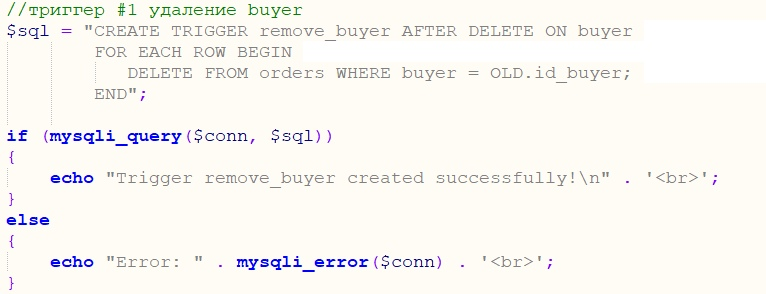 //триггер #1 удаление buyer
$sql = "CREATE TRIGGER remove_buyer AFTER DELETE ON buyer
FOR EACH ROW BEGIN
DELETE FROM orders WHERE buyer = OLD.id_buyer;
END";
if (mysqli_query($conn, $sql))
{
echo "Trigger remove_buyer created successfully!\n" . '<br>';
}
else
{
echo "Error: " . mysqli_error($conn) . '<br>';
}